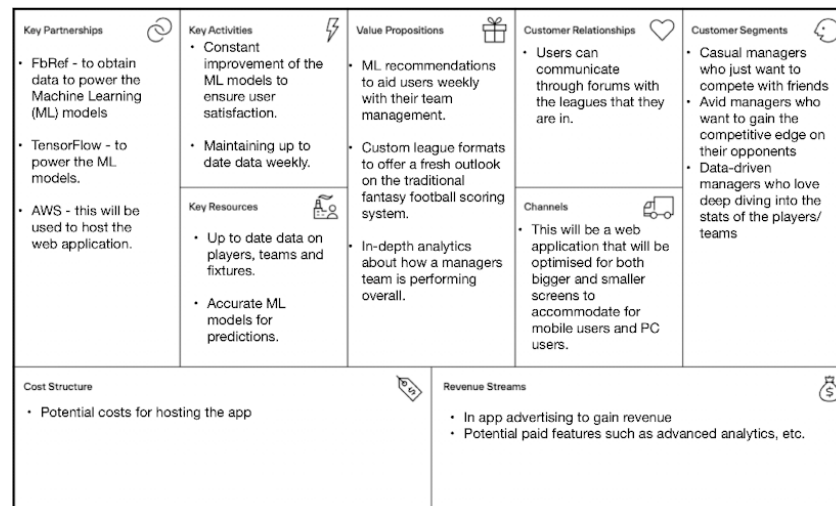 Key Partnerships
FbRef - to obtain
data to power the
Machine Learning
(ML) models
TensorFlow - to
power the ML
models.
AWS - this will be
used to host the
web application.
Key Activities
Constant
improvement of the
ML models to
ensure user
satisfaction.
Maintaining up to
date data weekly.
Key Resources
Up to date data on
players, teams and
fixtures.
Accurate ML
models for
predictions.
Value Propositions
ML recommendations
to aid users weekly
with their team
management.
Custom league formats
to offer a fresh outlook
on the traditional
fantasy football scoring
system.
In-depth analytics
about how a managers
team is performing
overall.
Customer Relationships
Users can
communicate
through forums with
the leagues that they
are in.
Channels
This will be a web
application that will be
optimised for both
bigger and smaller
screens to
accommodate for
mobile users and PC
users.
Customer Segments
Casual managers
who just want to
compete with friends
Avid managers who
want to gain the
competitive edge on
their opponents
Data-driven
managers who love
deep diving into the
stats of the players/
teams
Cost Structure
Potential costs for hosting the app
Revenue Streams
In app advertising to gain revenue
Potential paid features such as advanced analytics, etc.